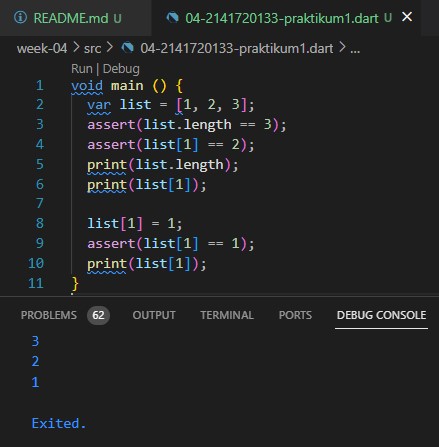 README.md U
04-2141720133-praktikum1.dart U
week-04 > src > 04-2141720133-praktikum1.dart > ...
Run | Debug
1 void main () {
2 var list = [1, 2, 3];
3 assert(list.length == 3);
4 assert(list[1] == 2);
5 print(list.length);
6 print(list[1]);
7
8 list[1] = 1;
9 assert(list[1] == 1);
10 print(list[1]);
11 }
PROBLEMS 62 OUTPUT TERMINAL PORTS DEBUG CONSOLE
3
2
1
Exited.